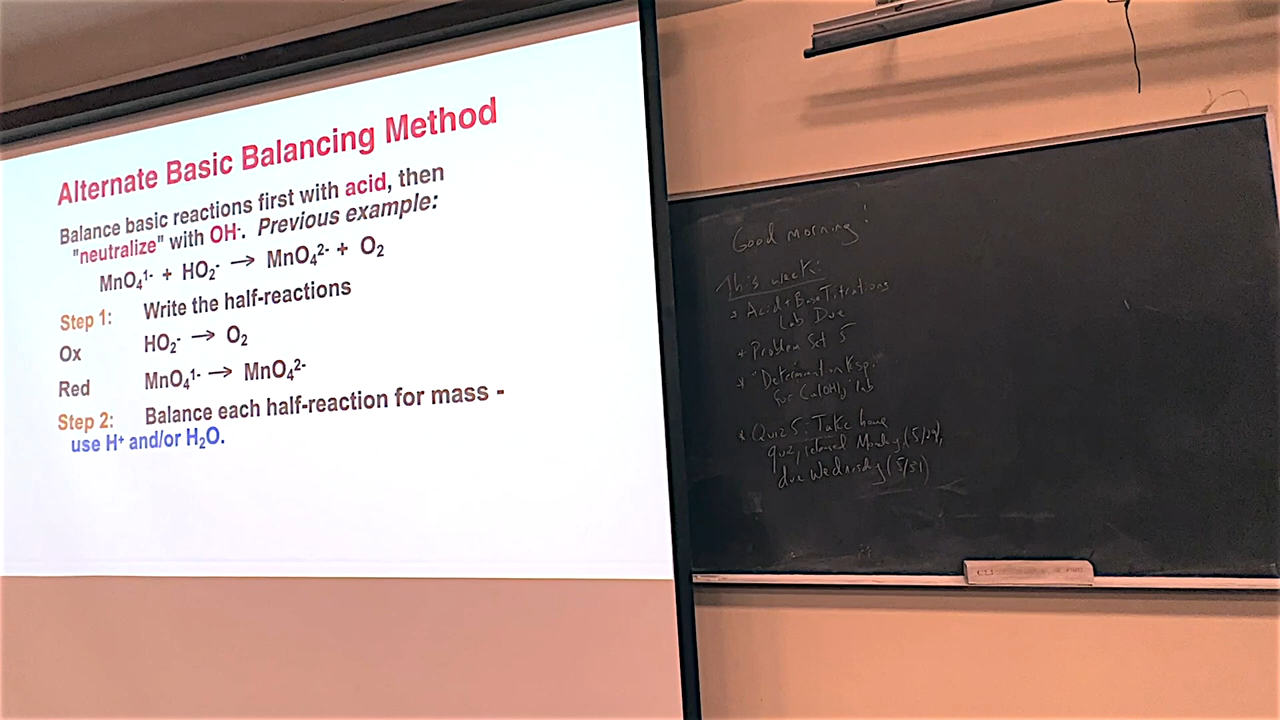 Alternate Basic Balancing Method
Balance basic reactions first with acid, then
"neutralize" with OH⁻. Previous example:
MnO₄¹⁻ + HO₂⁻ → MnO₄²⁻ + O₂
Step 1: Write the half-reactions
Ox HO₂⁻ → O₂
Red MnO₄¹⁻ → MnO₄²⁻
Step 2: Balance each half-reaction for mass -
use H⁺ and/or H₂O.
Good morning!
This week:
Acid + Base Titrations
Lab Due
* Problem Set 5
* "Determination Ksp
for Ca(OH)₂" lab
* Quiz 5: Take home
quiz, released Monday (5/29),
due Wednesday (5/31)